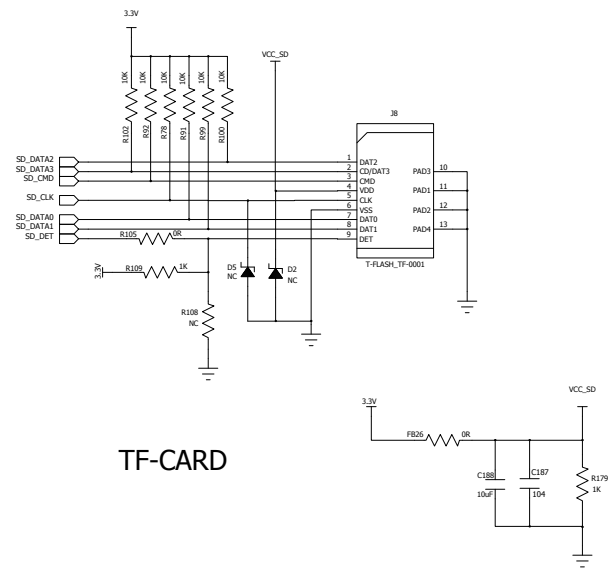 3.3V
VCC_SD
10K
10K
10K
10K
10K
10K
R102
R92
R78
R91
R99
R100
J8
SD_DATA2
SD_DATA3
SD_CMD
SD_CLK
SD_DATA0
SD_DATA1
SD_DET
1 DAT2
2 CD/DAT3
3 CMD
4 VDD
5 CLK
6 VSS
7 DAT0
8 DAT1
9 DET
PAD3 10
PAD1 11
PAD2 12
PAD4 13
T-FLASH_TF-0001
R105 0R
3.3V
R109 1K
R108
NC
D5
NC
D2
NC
TF-CARD
3.3V
VCC_SD
FB26 0R
C188
10uF
C187
104
R179
1K